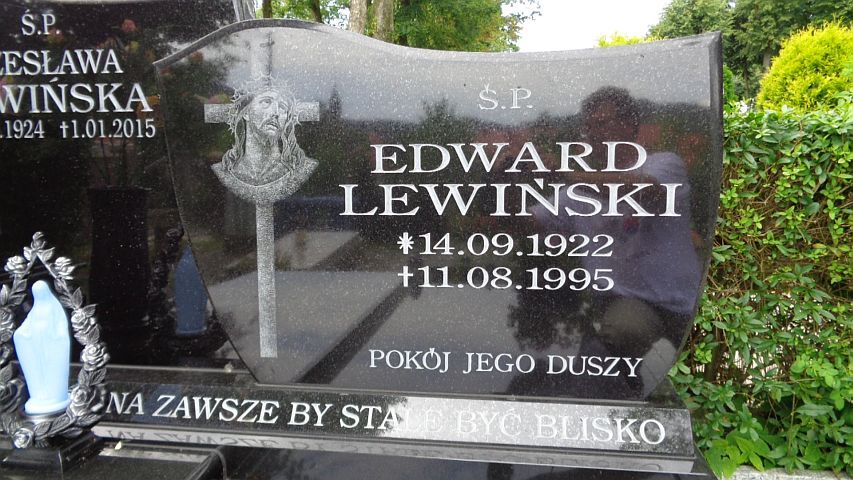 Ś.P.
ZESŁAWA
WIŃSKA
.1924 †1.01.2015
Ś.P.
EDWARD
LEWIŃSKI
*14.09.1922
†11.08.1995
POKÓJ JEGO DUSZY
NA ZAWSZE BY STALE BYĆ BLISKO